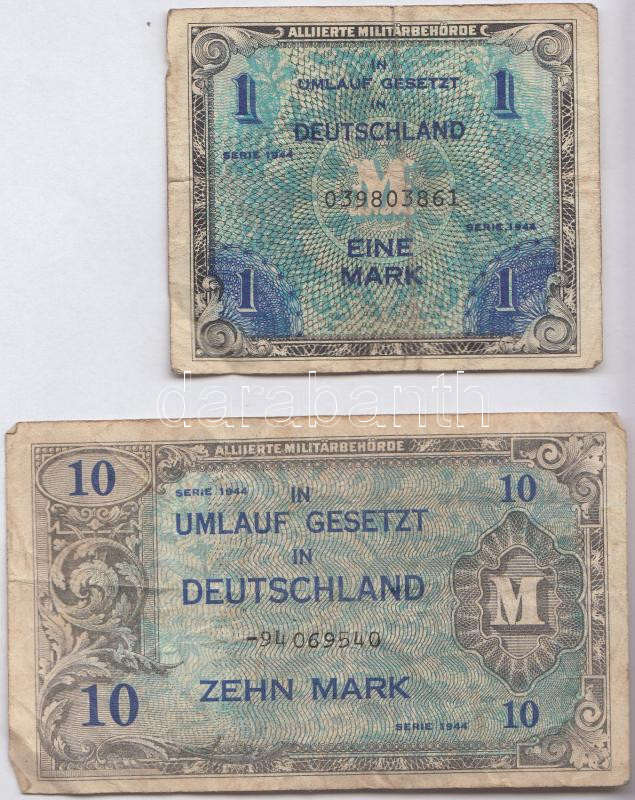 ALLIIERTE MILITÄRBEHÖRDE
IN
1 UMLAUF GESETZT 1
IN
DEUTSCHLAND
SERIE 1944
M
039803861
SERIE 1944
EINE
1 MARK 1
darabanth
ALLIIERTE MILITÄRBEHÖRDE
10 SERIE 1944 IN 10
UMLAUF GESETZT
IN
DEUTSCHLAND
M
-94069540
10 ZEHN MARK 10
SERIE 1944